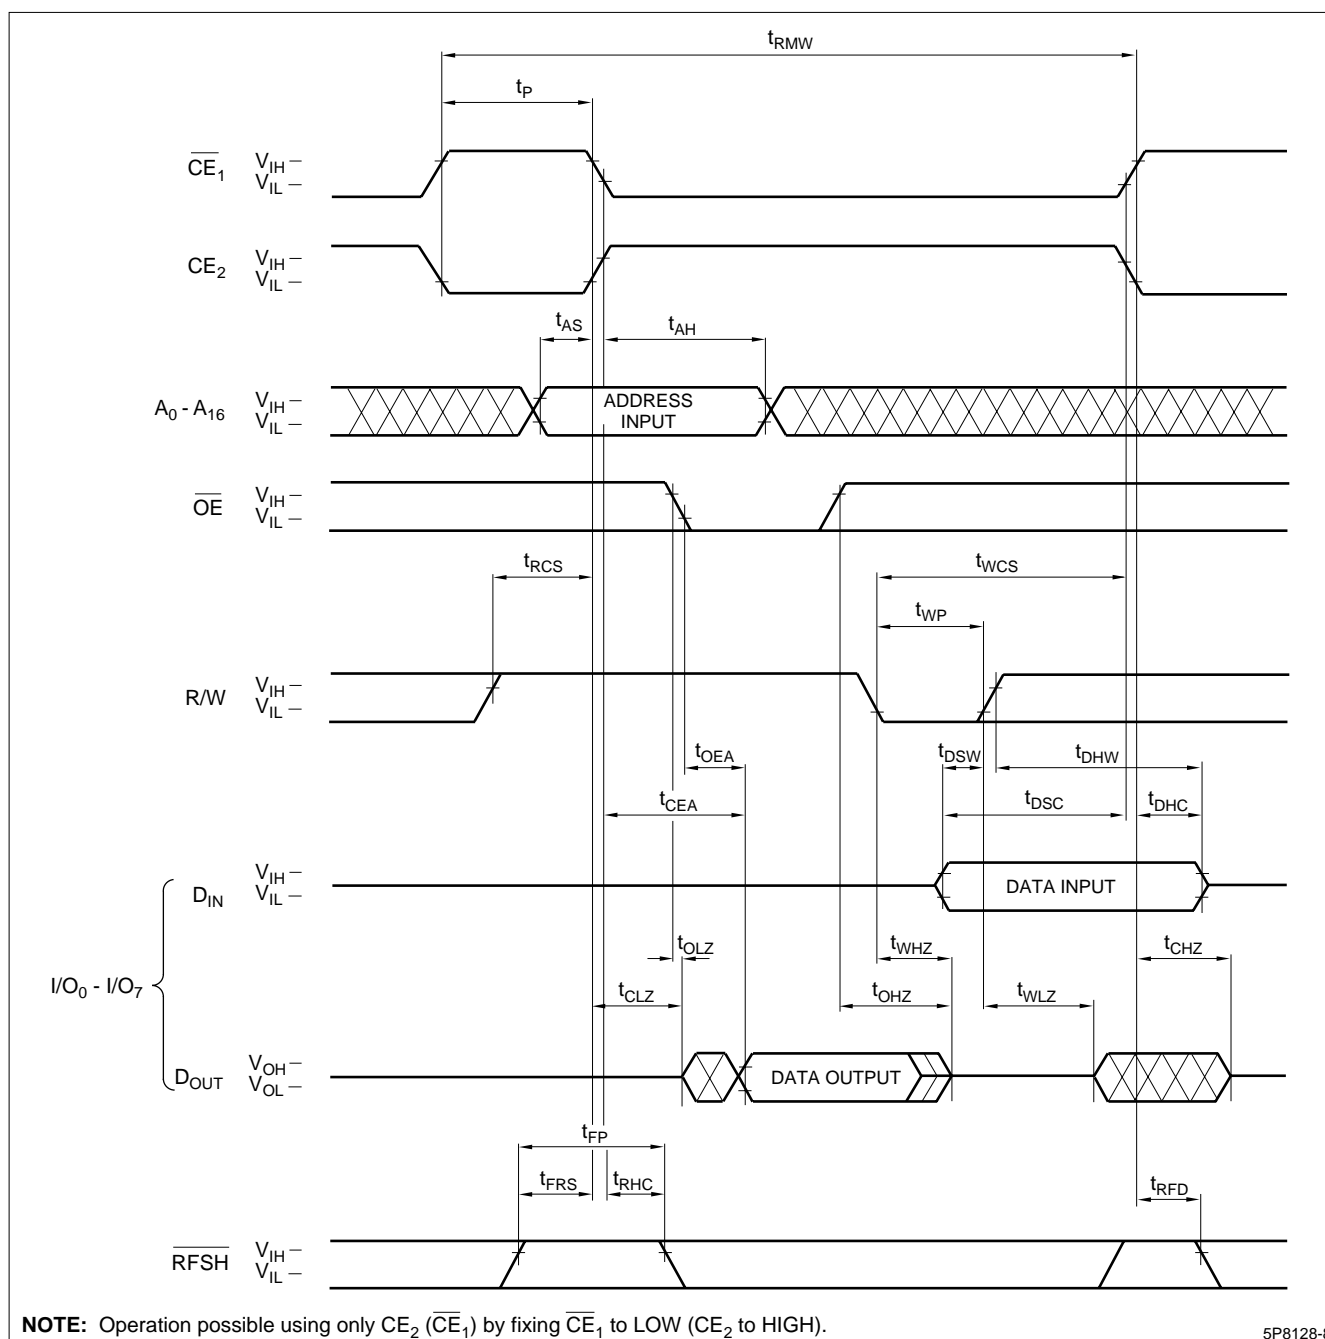 tRMW
tP
CE1 VIH
VIL
CE2 VIH
VIL
tAS tAH
A0 - A16 VIH
VIL
ADDRESS
INPUT
OE VIH
VIL
tRCS tWCS
tWP
R/W VIH
VIL
tOEA tDSW tDHW
tCEA tDSC tDHC
DIN VIH
VIL
DATA INPUT
tOLZ tWHZ tCHZ
I/O0 - I/O7
tCLZ tOHZ tWLZ
DOUT VOH
VOL
DATA OUTPUT
tFP
tFRS tRHC tRFD
RFSH VIH
VIL
NOTE: Operation possible using only CE2 (CE1) by fixing CE1 to LOW (CE2 to HIGH).